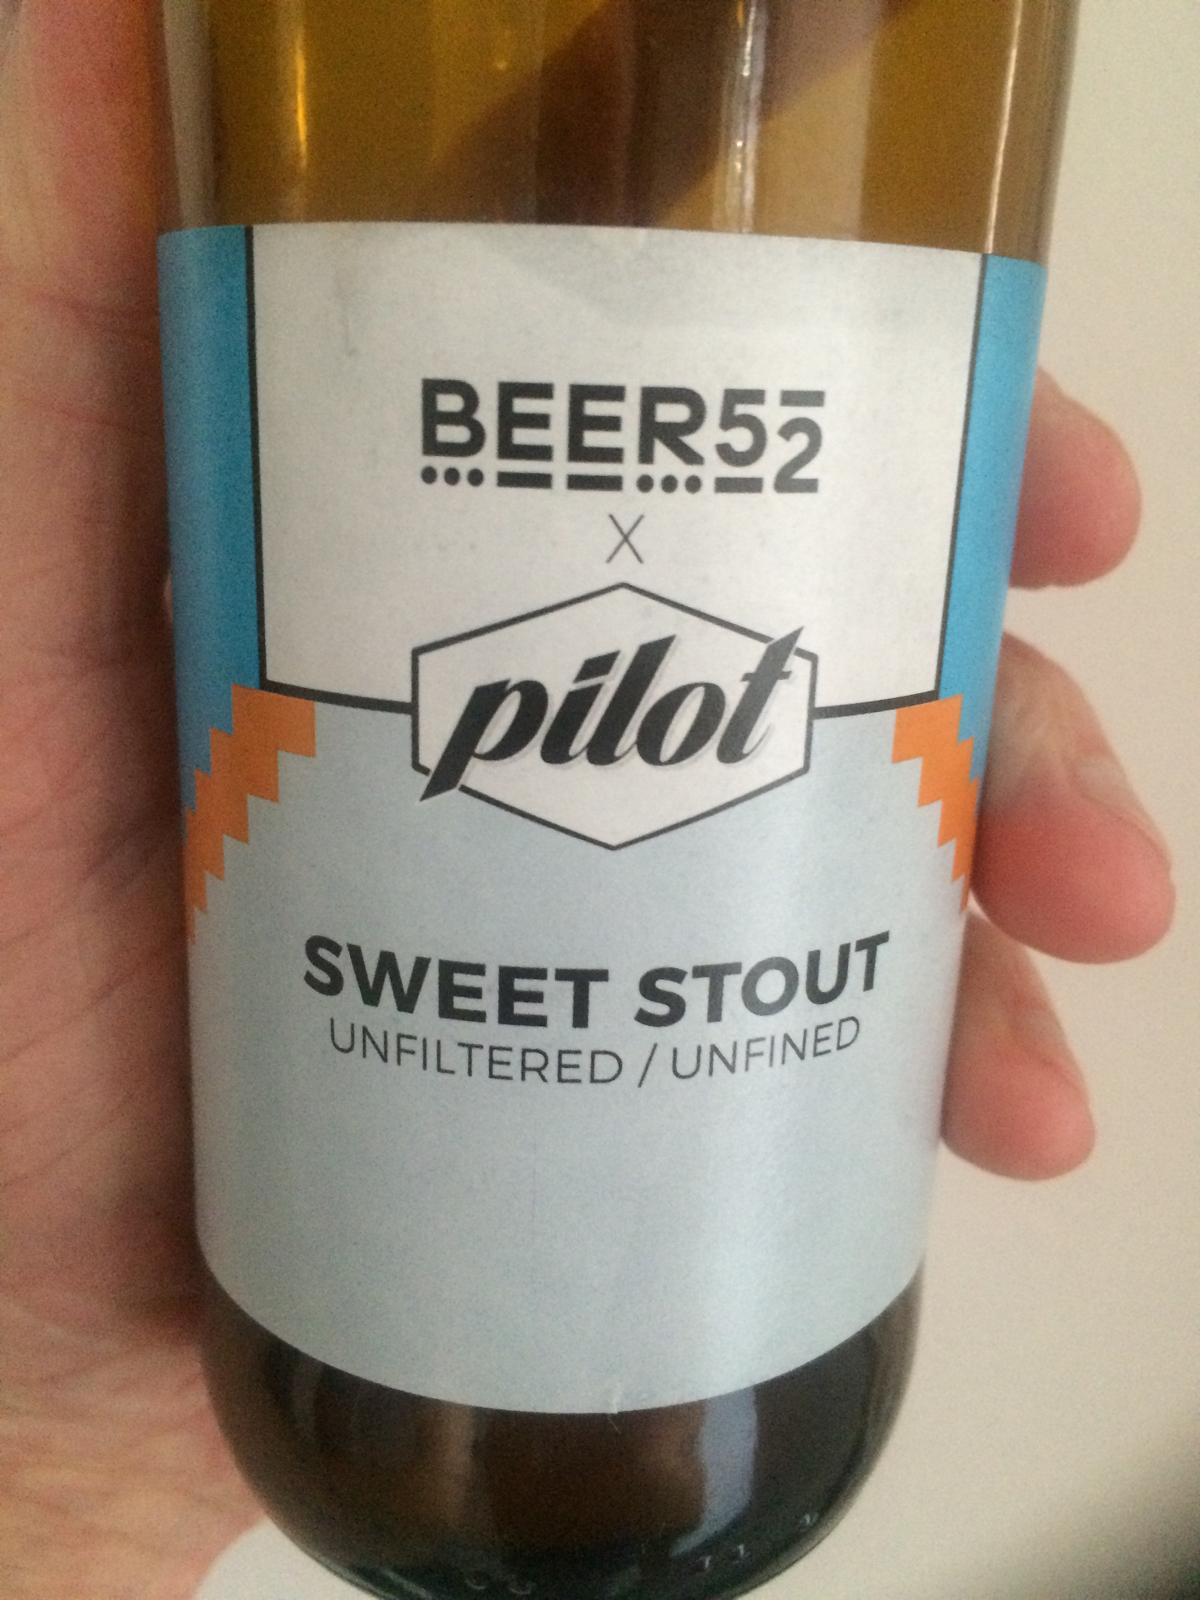 BEER52
X
pilot
SWEET STOUT
UNFILTERED / UNFINED